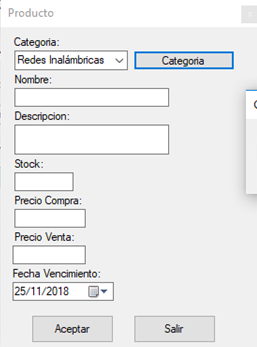 Producto
Categoria:
Redes Inalámbricas Categoria
Nombre:
Descripcion:
Stock:
Precio Compra:
Precio Venta:
Fecha Vencimiento:
25/11/2018
Aceptar Salir